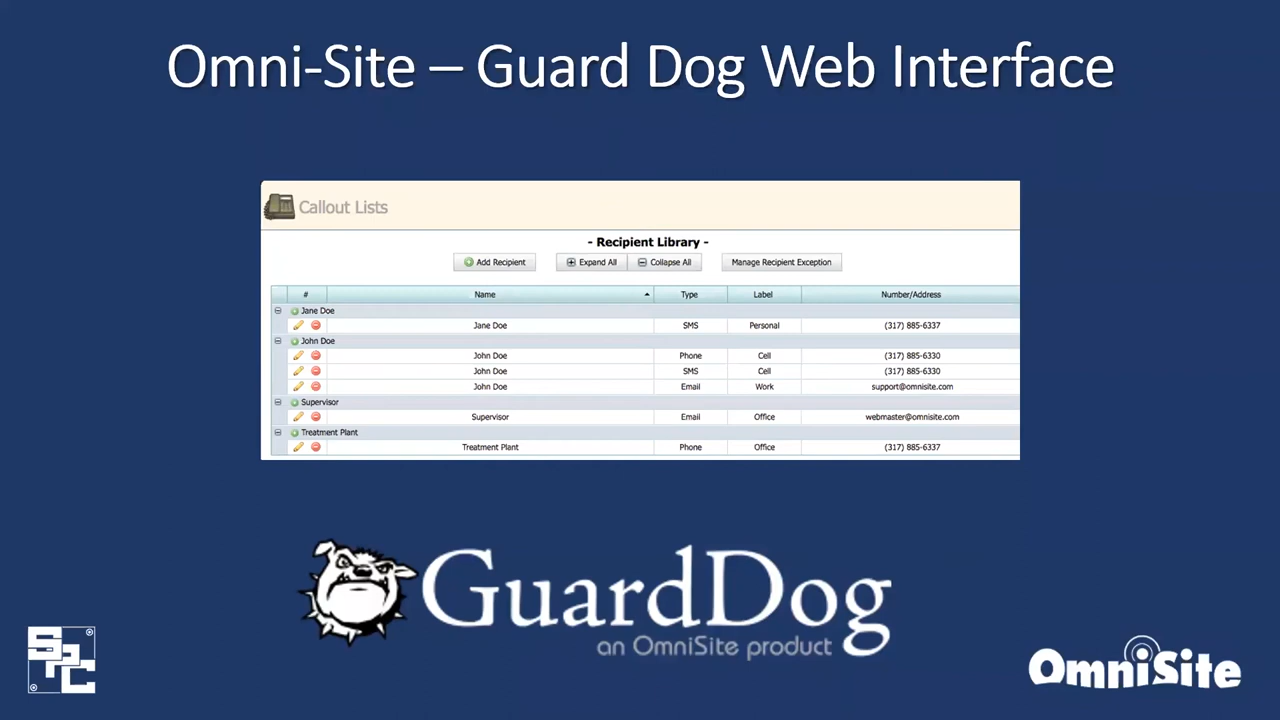 Omni-Site – Guard Dog Web Interface
Callout Lists
- Recipient Library -
Add Recipient Expand All Collapse All Manage Recipient Exception
# Name Type Label Number/Address
Jane Doe
Jane Doe SMS Personal (317) 885-6337
John Doe
John Doe Phone Cell (317) 885-6330
John Doe SMS Cell (317) 885-6330
John Doe Email Work support@omnisite.com
Supervisor
Supervisor Email Office webmaster@omnisite.com
Treatment Plant
Treatment Plant Phone Office (317) 885-6337
GuardDog
an OmniSite product
SPC
OmniSite